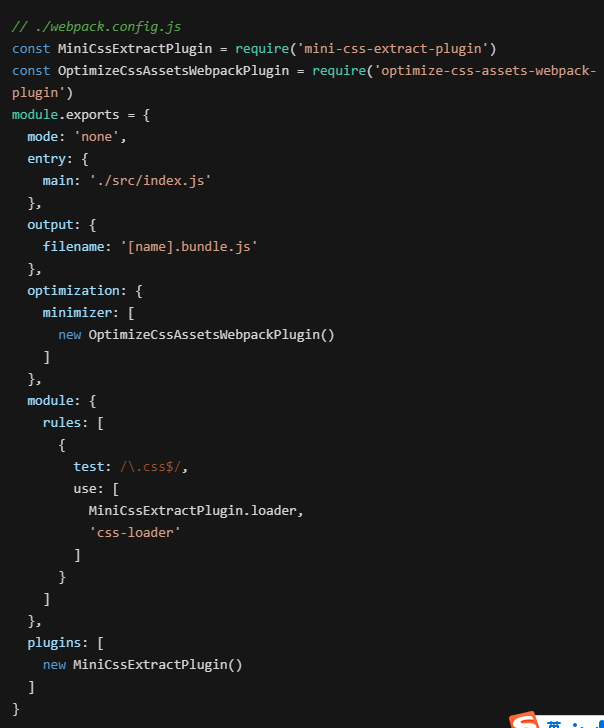 // ./webpack.config.js
const MiniCssExtractPlugin = require('mini-css-extract-plugin')
const OptimizeCssAssetsWebpackPlugin = require('optimize-css-assets-webpack-
plugin')
module.exports = {
  mode: 'none',
  entry: {
    main: './src/index.js'
  },
  output: {
    filename: '[name].bundle.js'
  },
  optimization: {
    minimizer: [
      new OptimizeCssAssetsWebpackPlugin()
    ]
  },
  module: {
    rules: [
      {
        test: /\.css$/,
        use: [
          MiniCssExtractPlugin.loader,
          'css-loader'
        ]
      }
    ]
  },
  plugins: [
    new MiniCssExtractPlugin()
  ]
}
S 英